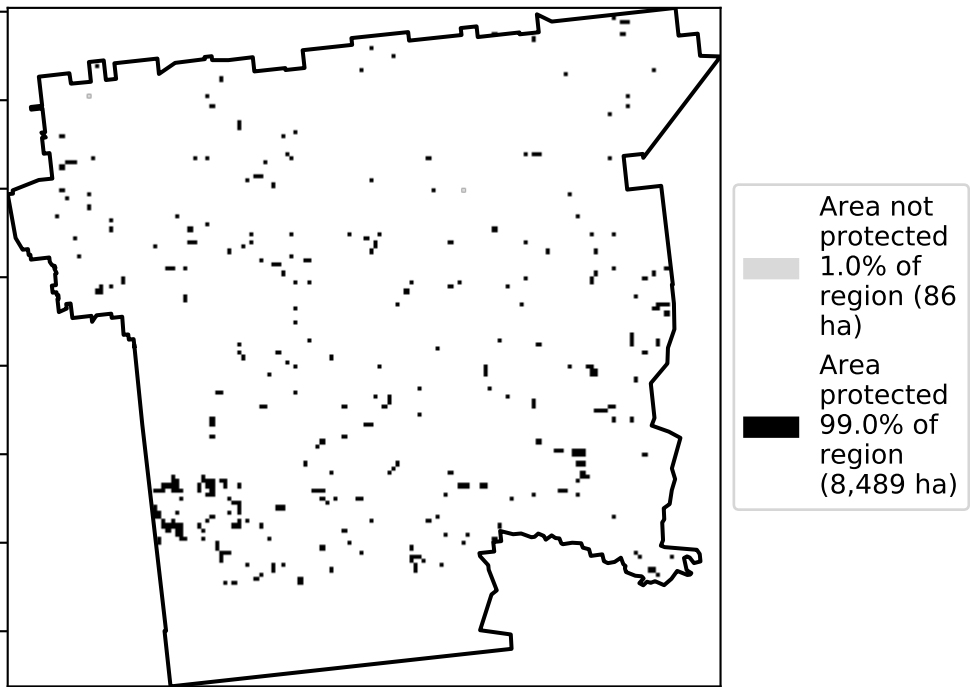 Area not
protected
1.0% of
region (86
ha)
Area
protected
99.0% of
region
(8,489 ha)